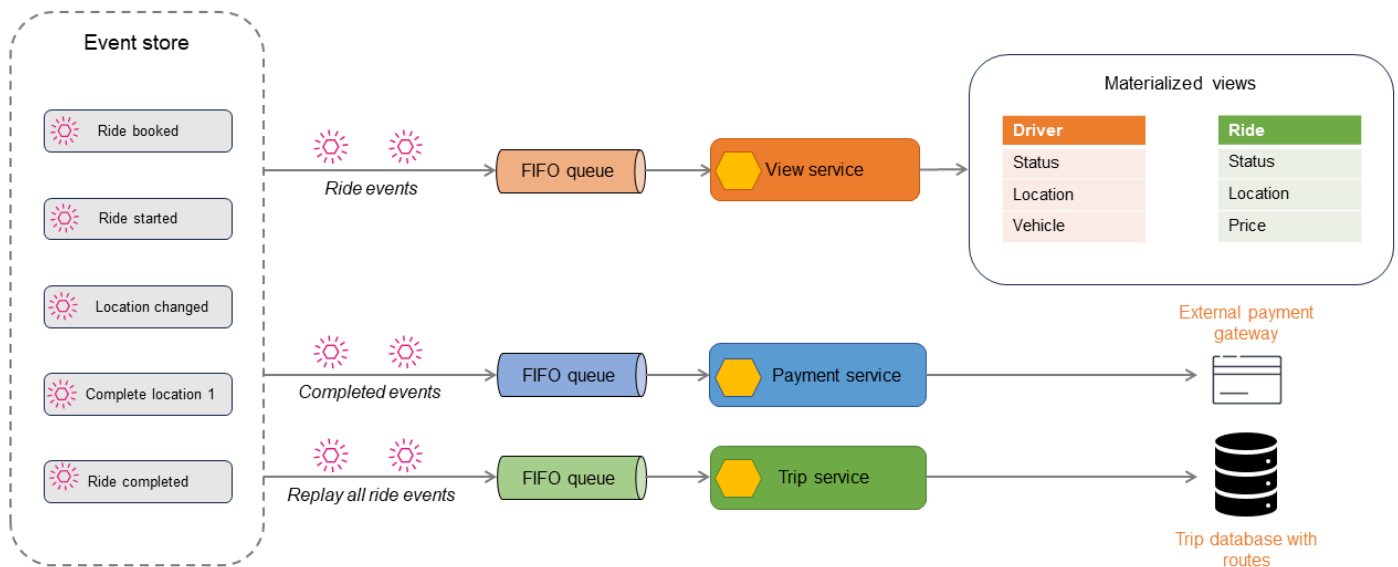 Event store
Ride booked
Ride started
Location changed
Complete location 1
Ride completed
Ride events
FIFO queue
View service
Materialized views
Driver
Status
Location
Vehicle
Ride
Status
Location
Price
Completed events
FIFO queue
Payment service
External payment
gateway
Replay all ride events
FIFO queue
Trip service
Trip database with
routes